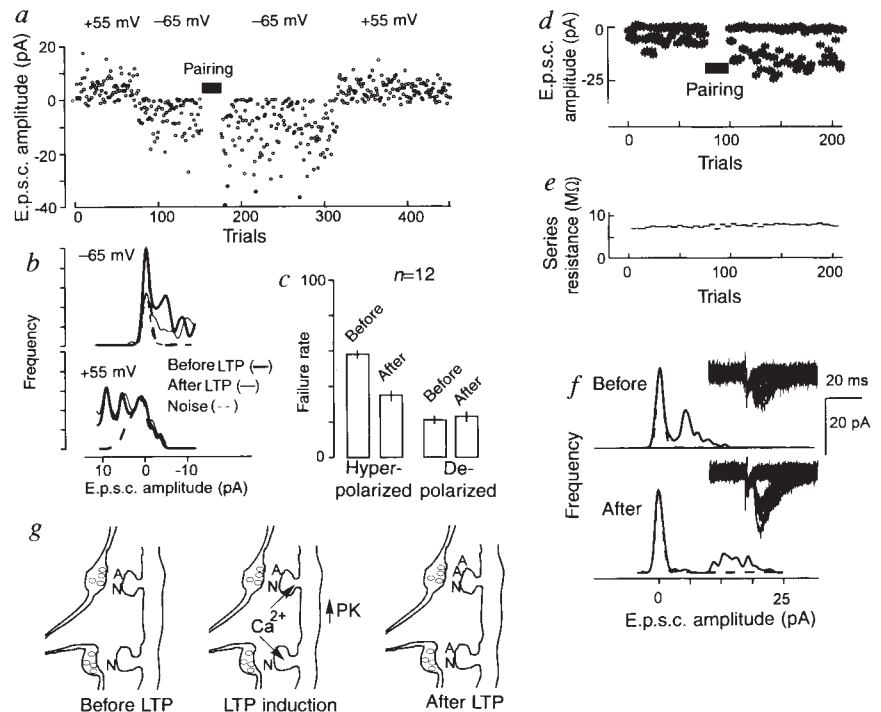 a
+55 mV −65 mV −65 mV +55 mV
E.p.s.c. amplitude (pA)
20
10
0
-10
-20
-30
-40
Pairing
0 100 200 300 400
Trials
b
−65 mV
+55 mV
Frequency
Before LTP (—)
After LTP (—)
Noise (- -)
10 0 -10
E.p.s.c. amplitude (pA)
c
n=12
Failure rate
100
0
Before
After
Before
After
Hyper-
polarized
De-
polarized
d
E.p.s.c.
amplitude (pA)
0
-25
Pairing
0 100 200
Trials
e
Series
resistance (MΩ)
10
0
0 100 200
Trials
f
Before
20 ms
20 pA
After
Frequency
0 25
E.p.s.c. amplitude (pA)
g
A
N
N
Before LTP
A
N
Ca2+
N
PK
LTP induction
A
A
N
A
N
After LTP